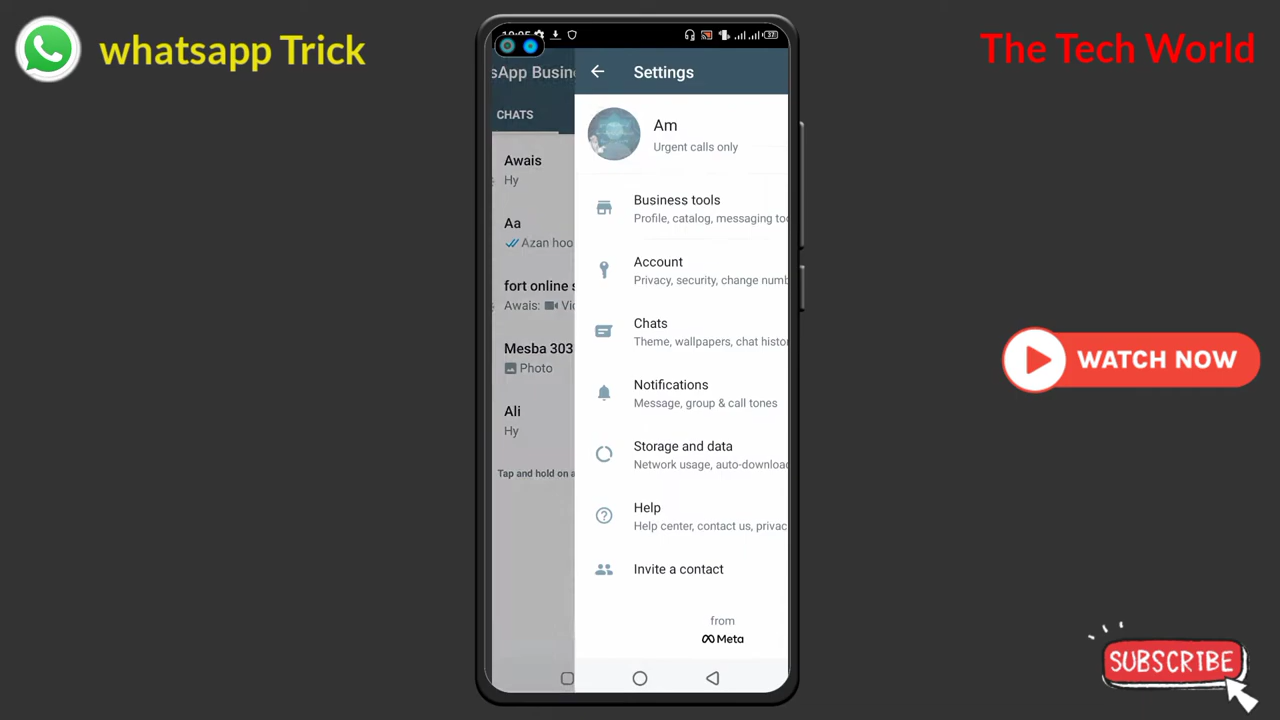 whatsapp Trick
The Tech World
37
sApp Busin
CHATS
Awais
Hy
Aa
Azan hoo
fort online s
Awais: Vi
Mesba 303
Photo
Ali
Hy
Tap and hold on a
Settings
Am
Urgent calls only
Business tools
Profile, catalog, messaging too
Account
Privacy, security, change numb
Chats
Theme, wallpapers, chat histor
Notifications
Message, group & call tones
Storage and data
Network usage, auto-download
Help
Help center, contact us, privac
Invite a contact
from
Meta
WATCH NOW
SUBSCRIBE